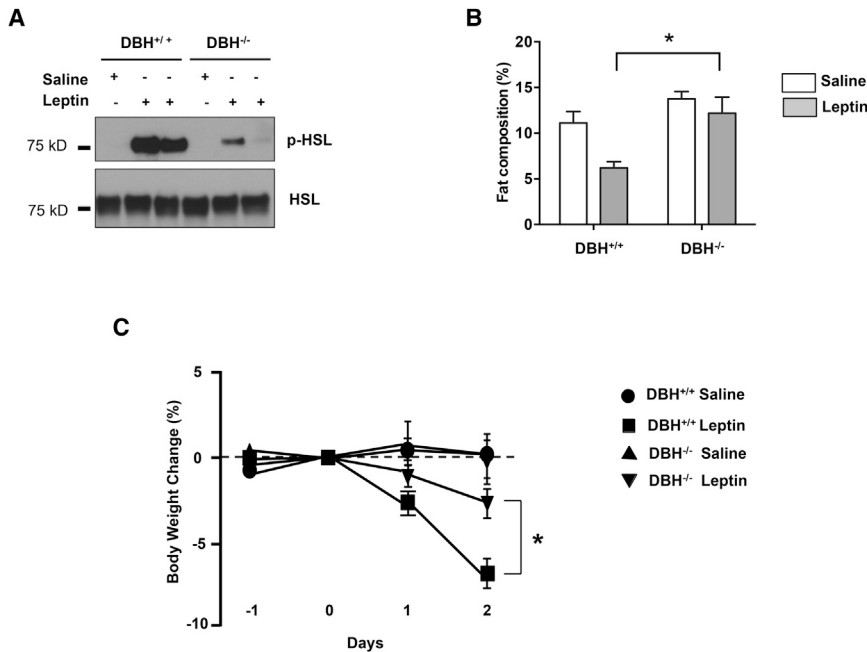 A
DBH+/+ DBH-/-
Saline + - - + - -
Leptin - + + - + +
75 kD p-HSL
75 kD HSL
B
*
Fat composition (%)
20
15
10
5
0
DBH+/+ DBH-/-
Saline
Leptin
C
Body Weight Change (%)
5
0
-5
-10
-1 0 1 2
Days
*
DBH+/+ Saline
DBH+/+ Leptin
DBH-/- Saline
DBH-/- Leptin